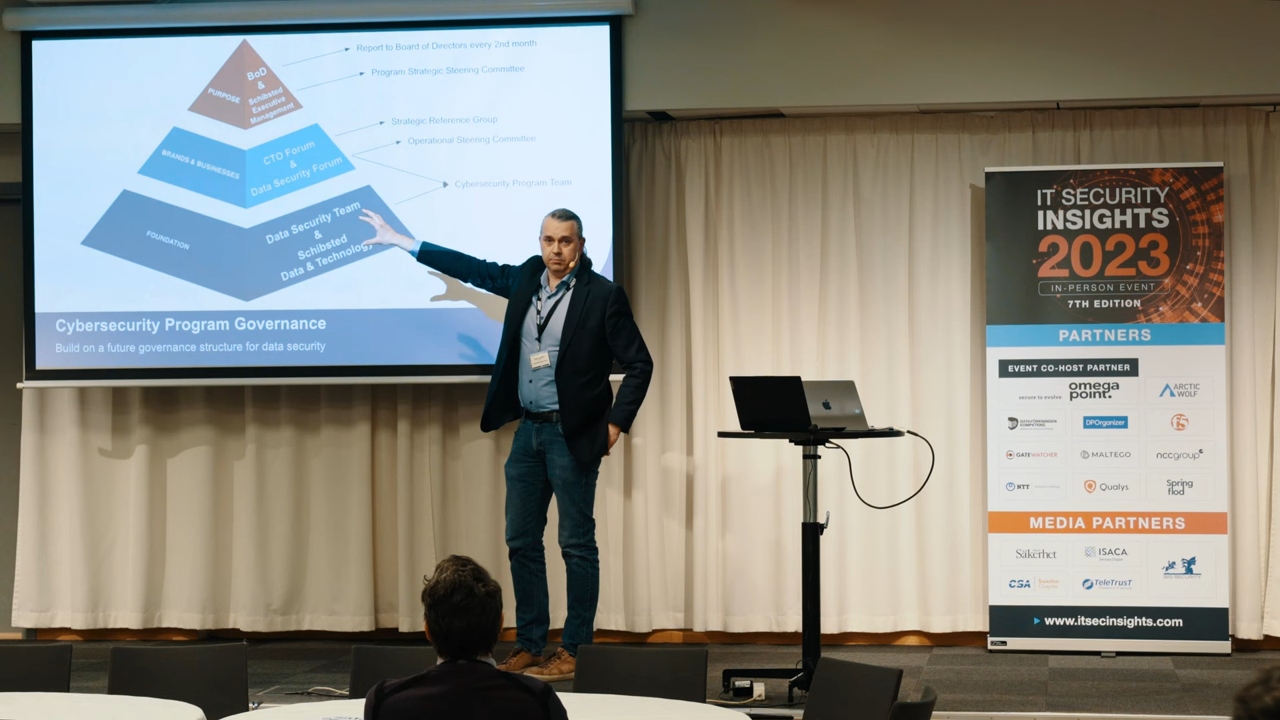 Report to Board of Directors every 2nd month
Program Strategic Steering Committee
BoD
&
Schibsted
Executive
Management
PURPOSE
Strategic Reference Group
Operational Steering Committee
BRANDS & BUSINESSES
CTO Forum
&
Data Security Forum
Cybersecurity Program Team
FOUNDATION
Data Security Team
&
Schibsted
Data & Technology
Cybersecurity Program Governance
Build on a future governance structure for data security
IT SECURITY
INSIGHTS
2023
IN-PERSON EVENT
7TH EDITION
PARTNERS
EVENT CO-HOST PARTNER
secure to evolve
omega
point.
ARCTIC
WOLF
DPOrganizer
GATEWATCHER
MALTEGO
nccgroup
NTT
Qualys
Spring
flod
MEDIA PARTNERS
Säkerhet
ISACA
CSA
TeleTrusT
www.itsecinsights.com